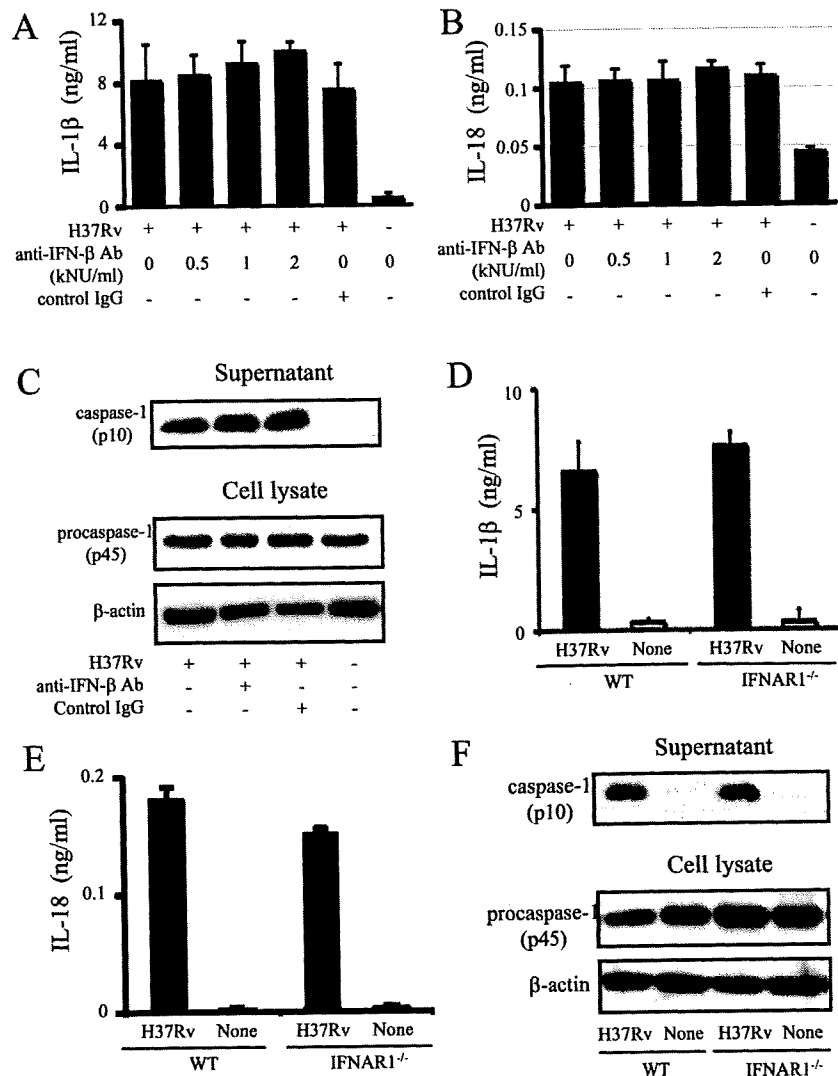 A
IL-1β (ng/ml)
12
8
4
0
H37Rv + + + + + -
anti-IFN-β Ab
(kNU/ml) 0 0.5 1 2 0 0
control IgG - - - - + -
B
IL-18 (ng/ml)
0.15
0.10
0.05
0
H37Rv + + + + + -
anti-IFN-β Ab
(kNU/ml) 0 0.5 1 2 0 0
control IgG - - - - + -
C
Supernatant
caspase-1
(p10)
Cell lysate
procaspase-1
(p45)
β-actin
H37Rv + + + -
anti-IFN-β Ab - + - -
Control IgG - - + -
D
IL-1β (ng/ml)
10
5
0
H37Rv None H37Rv None
WT IFNAR1-/-
E
IL-18 (ng/ml)
0.2
0.1
0
H37Rv None H37Rv None
WT IFNAR1-/-
F
Supernatant
caspase-1
(p10)
Cell lysate
procaspase-1
(p45)
β-actin
H37Rv None H37Rv None
WT IFNAR1-/-